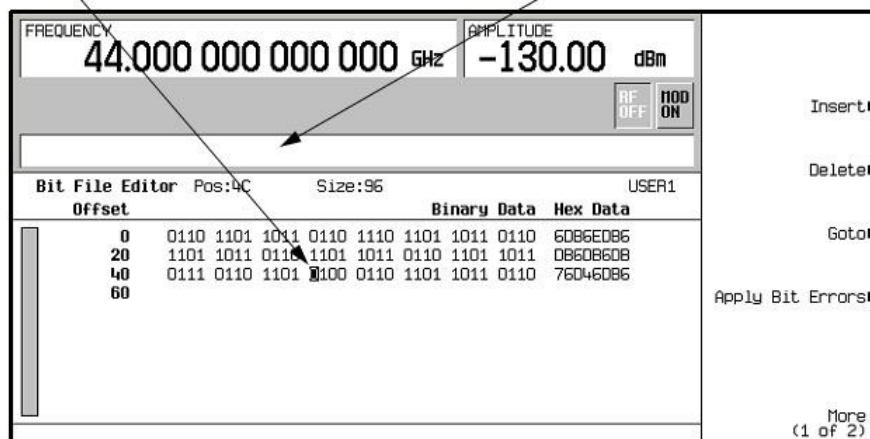 FREQUENCY AMPLITUDE
44.000 000 000 000 GHz -130.00 dBm
RF OFF MOD ON
Insert
Delete
Bit File Editor Pos:4C Size:96 USER1
Offset Binary Data Hex Data
0 0110 1101 1011 0110 1110 1101 1011 0110 6DB6EDB6
Goto
20 1101 1011 0110 1101 1011 0110 1101 1011 DB6DB6DB
40 0111 0110 1101 0100 0110 1101 1011 0110 76D46DB6
60
Apply Bit Errors
More
(1 of 2)